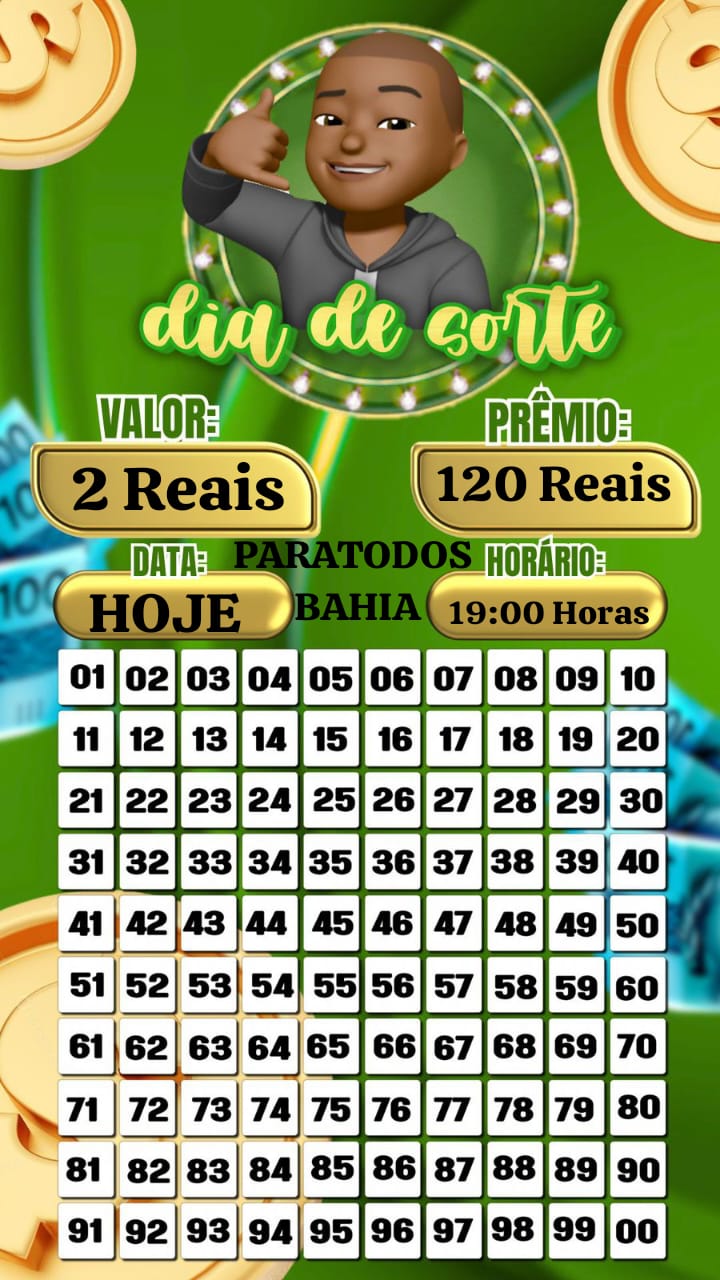 dia de sorte
VALOR: PRÊMIO:
2 Reais 120 Reais
DATA: PARATODOS HORÁRIO:
HOJE BAHIA 19:00 Horas
01 02 03 04 05 06 07 08 09 10
11 12 13 14 15 16 17 18 19 20
21 22 23 24 25 26 27 28 29 30
31 32 33 34 35 36 37 38 39 40
41 42 43 44 45 46 47 48 49 50
51 52 53 54 55 56 57 58 59 60
61 62 63 64 65 66 67 68 69 70
71 72 73 74 75 76 77 78 79 80
81 82 83 84 85 86 87 88 89 90
91 92 93 94 95 96 97 98 99 00